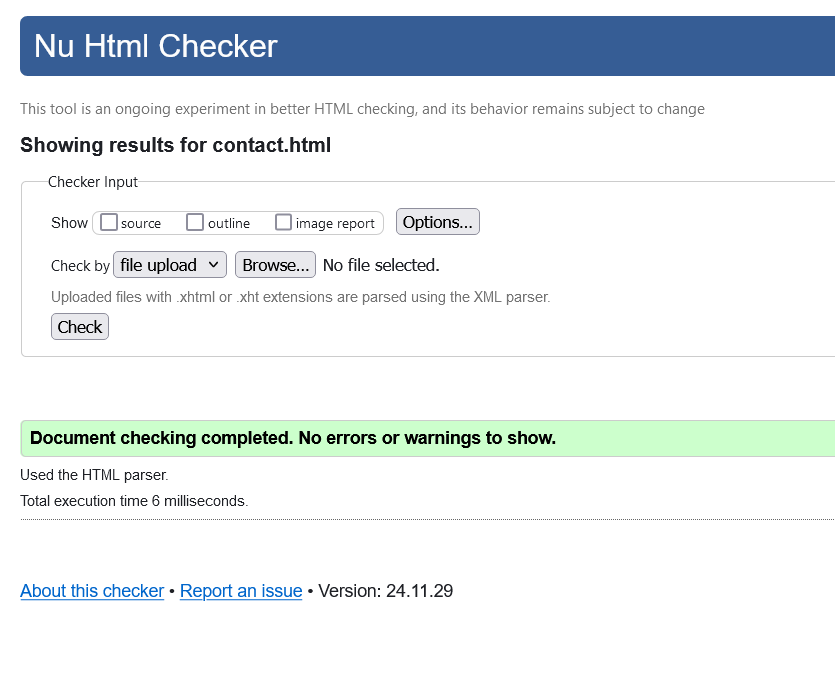 Nu Html Checker
This tool is an ongoing experiment in better HTML checking, and its behavior remains subject to change
Showing results for contact.html
Checker Input
Show source outline image report Options...
Check by file upload Browse... No file selected.
Uploaded files with .xhtml or .xht extensions are parsed using the XML parser.
Check
Document checking completed. No errors or warnings to show.
Used the HTML parser.
Total execution time 6 milliseconds.
About this checker • Report an issue • Version: 24.11.29